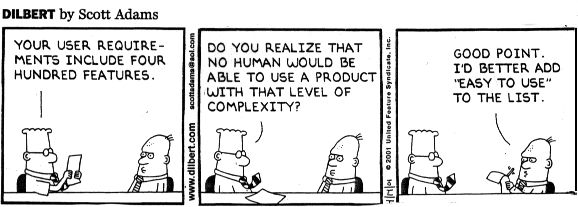 DILBERT by Scott Adams
YOUR USER REQUIRE-
MENTS INCLUDE FOUR
HUNDRED FEATURES.
DO YOU REALIZE THAT
NO HUMAN WOULD BE
ABLE TO USE A PRODUCT
WITH THAT LEVEL OF
COMPLEXITY?
GOOD POINT.
I'D BETTER ADD
"EASY TO USE"
TO THE LIST.
www.dilbert.com
scottadams@aol.com
© 2001 United Feature Syndicate, Inc.